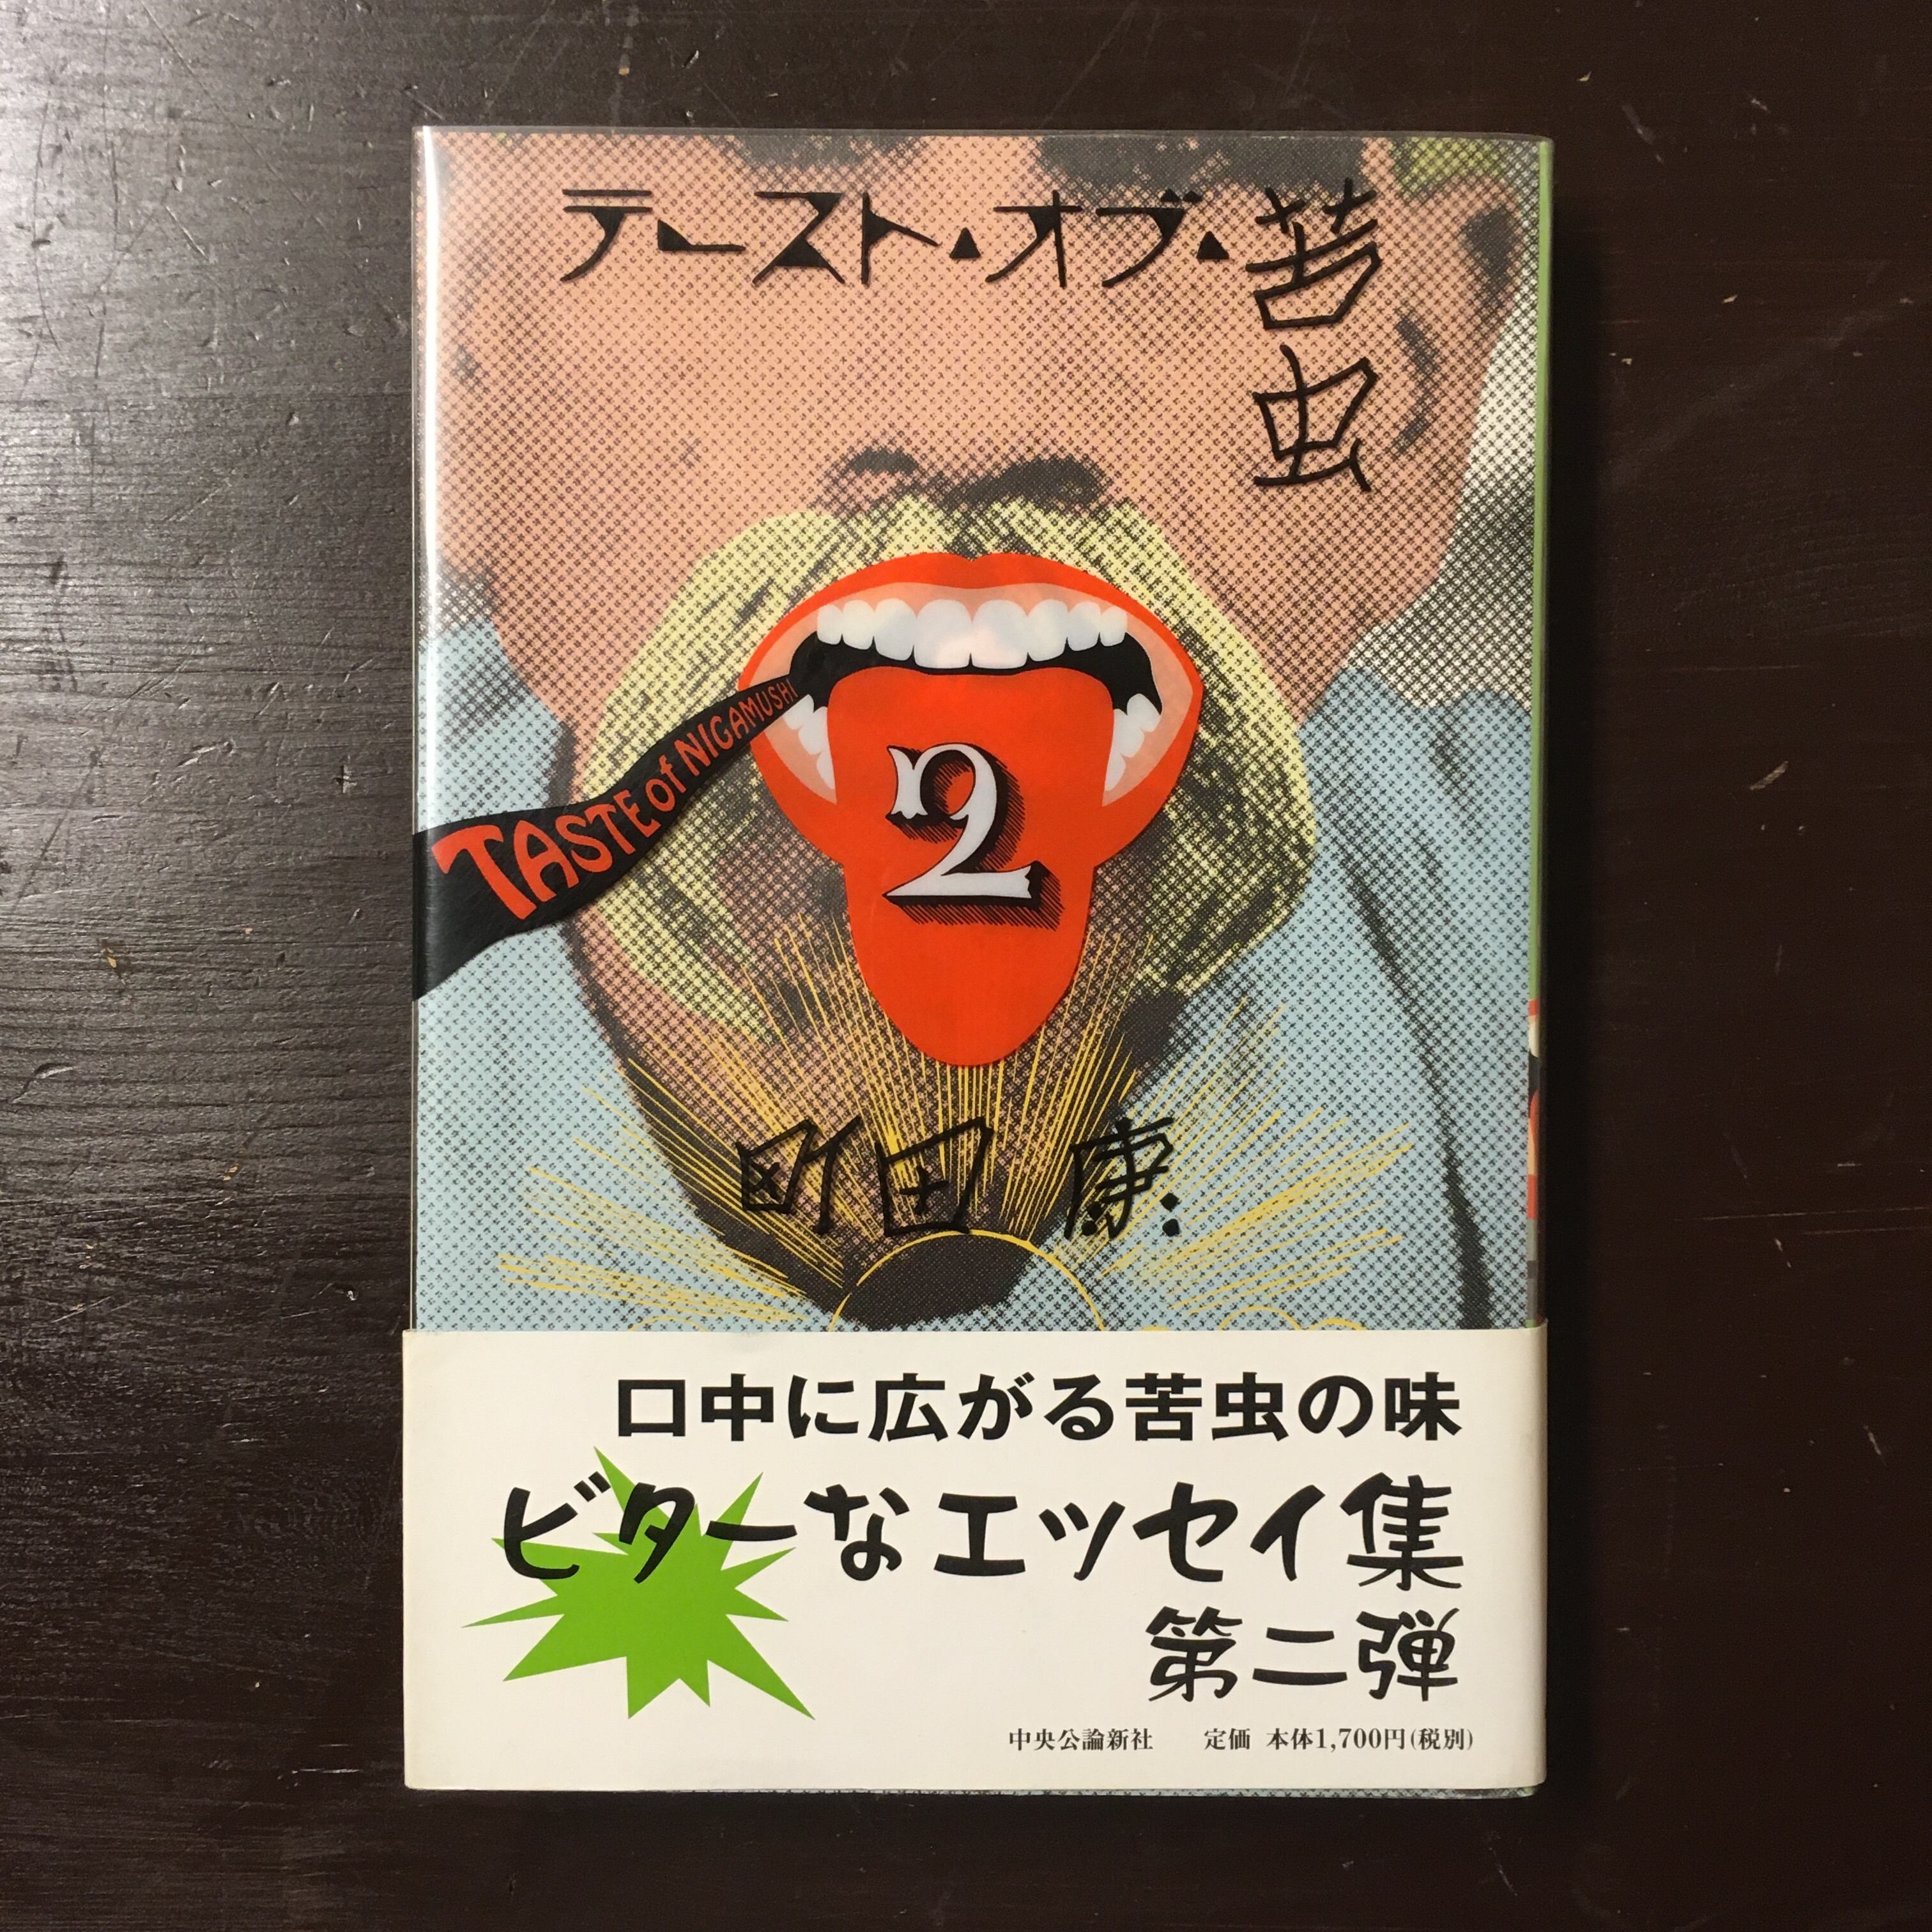 テースト・オブ・苦虫
TASTE of NIGAMUSHI
2
町田 康
口中に広がる苦虫の味
ビターなエッセイ集
第二弾
中央公論新社 定価 本体1,700円(税別)